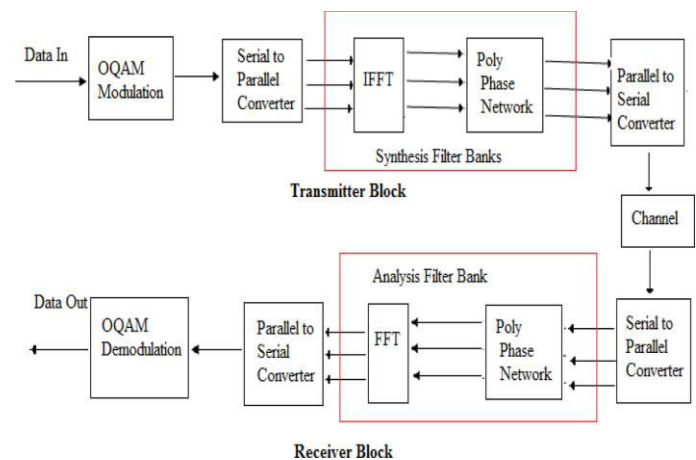 Data In
OQAM
Modulation
Serial to
Parallel
Converter
IFFT
Poly
Phase
Network
Synthesis Filter Banks
Parallel to
Serial
Converter
Transmitter Block
Channel
Analysis Filter Bank
Data Out
OQAM
Demodulation
Parallel to
Serial
Converter
FFT
Poly
Phase
Network
Serial to
Parallel
Converter
Receiver Block